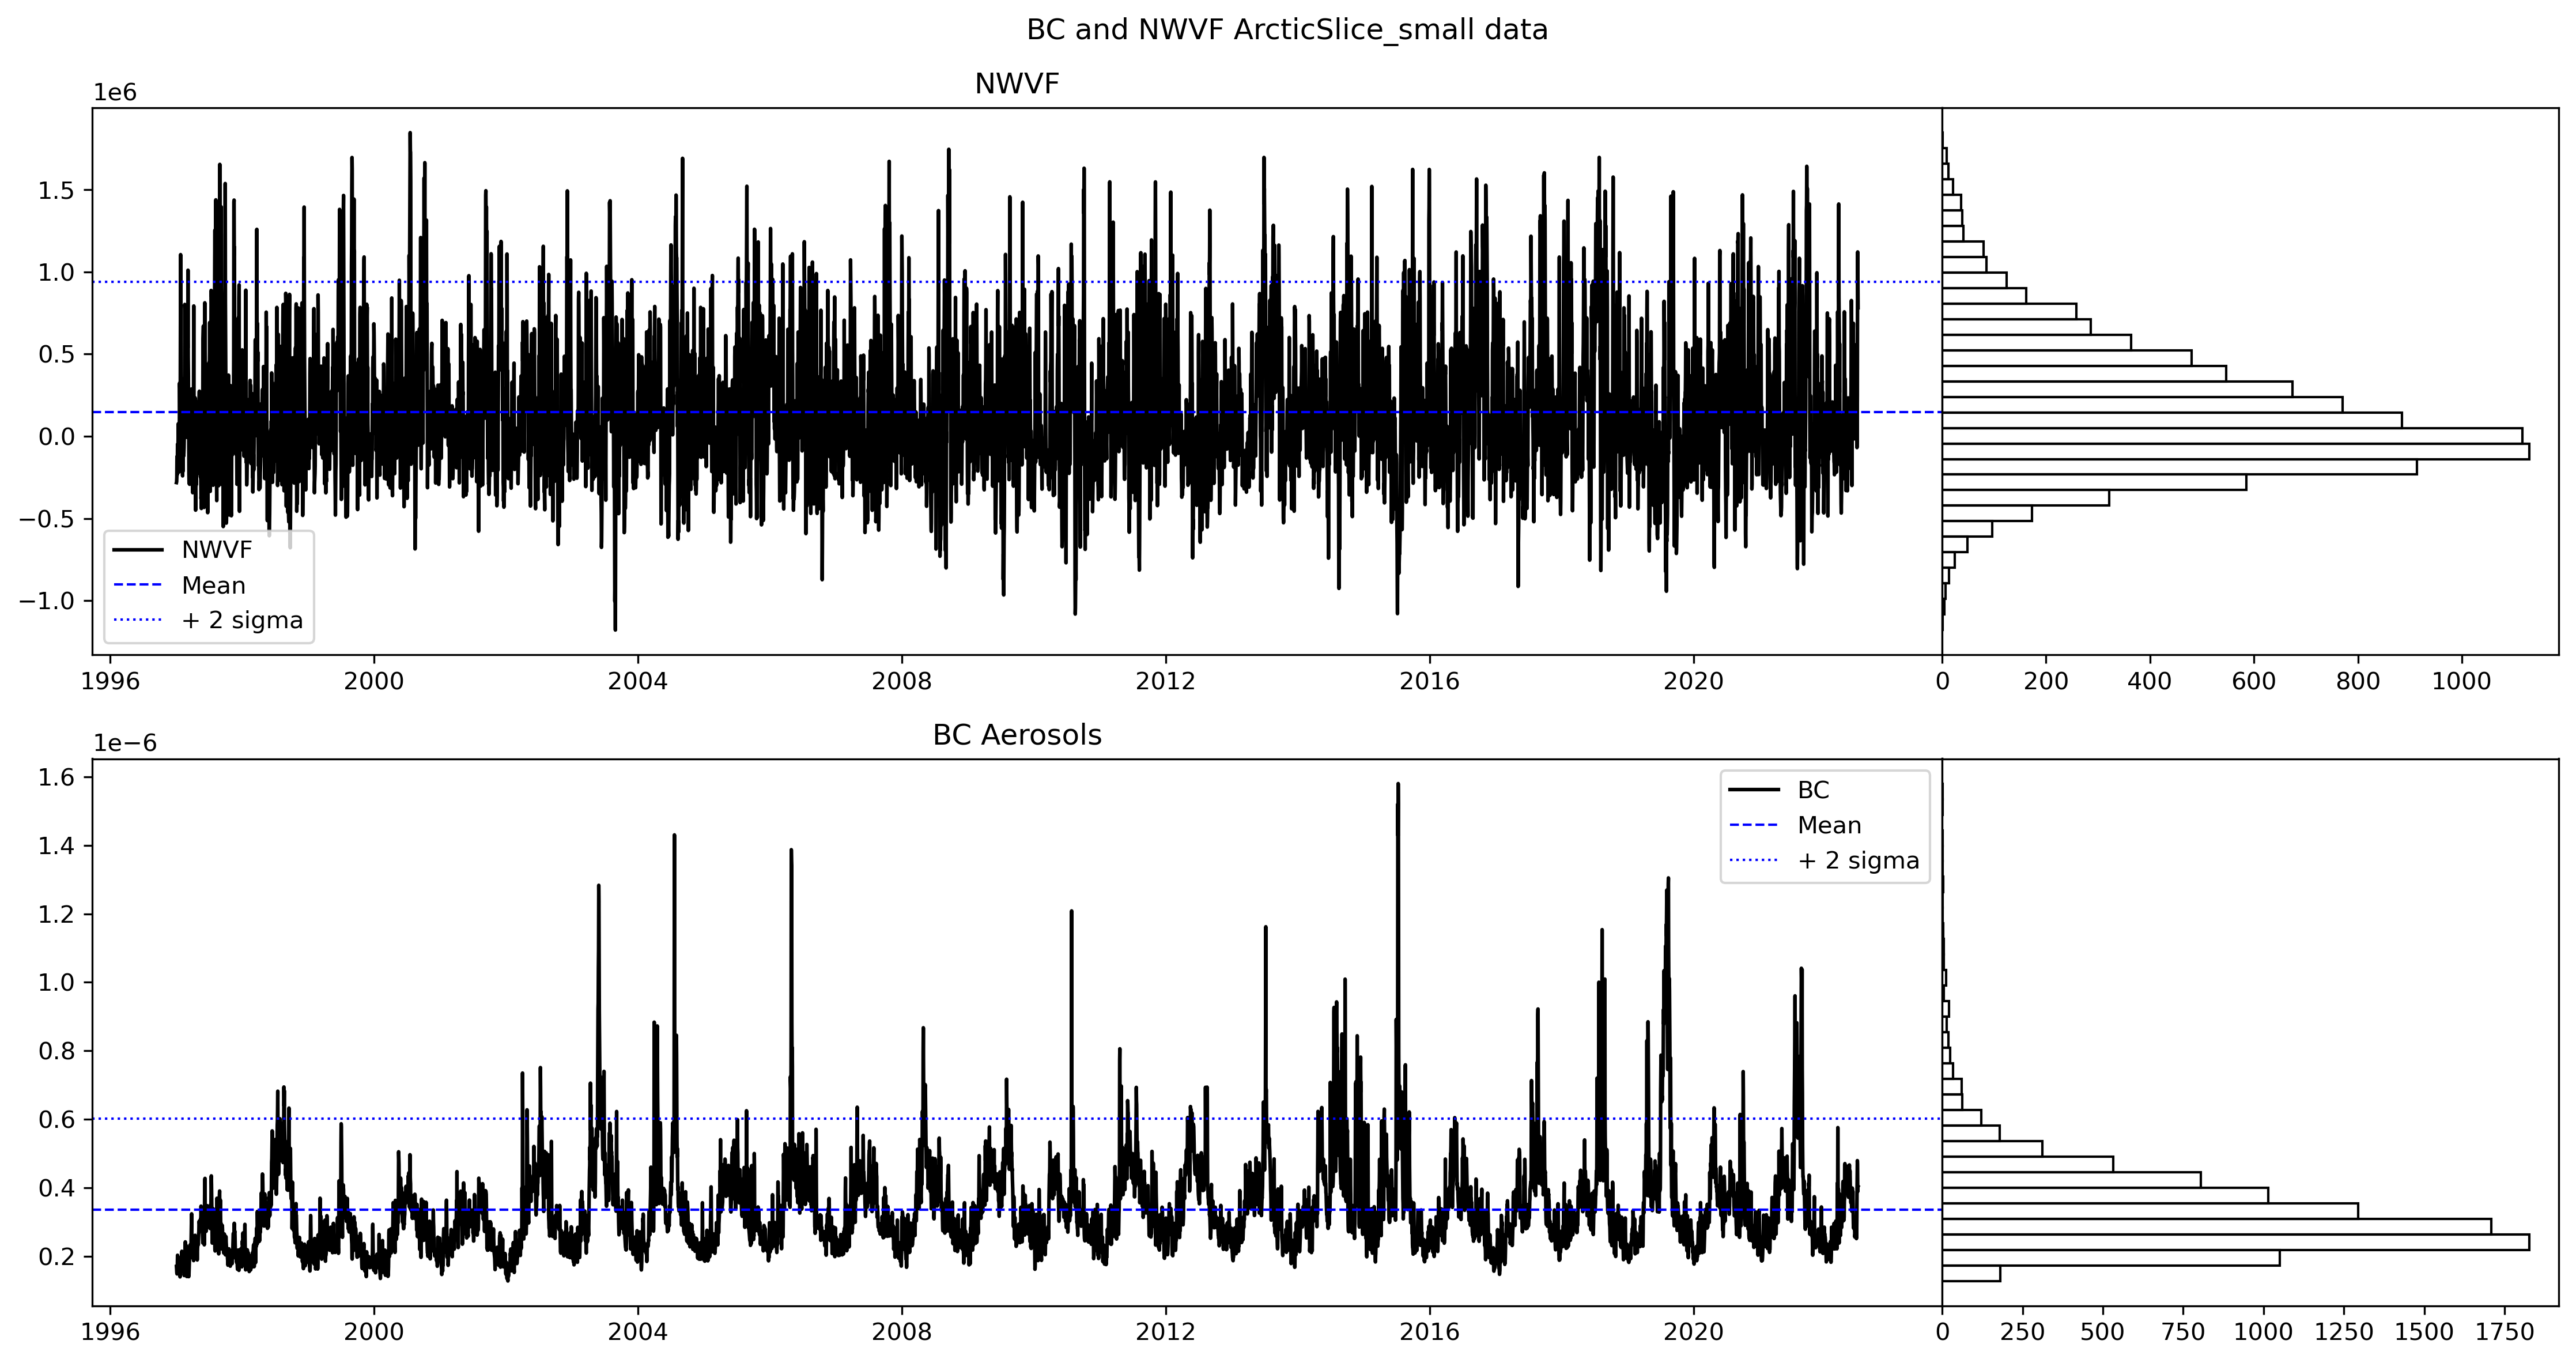 BC and NWVF ArcticSlice_small data
NWVF
1e6
1.5
1.0
0.5
0.0
−0.5
−1.0
NWVF
Mean
+ 2 sigma
1996 2000 2004 2008 2012 2016 2020
0 200 400 600 800 1000
BC Aerosols
1e−6
1.6
1.4
1.2
1.0
0.8
0.6
0.4
0.2
BC
Mean
+ 2 sigma
1996 2000 2004 2008 2012 2016 2020
0 250 500 750 1000 1250 1500 1750